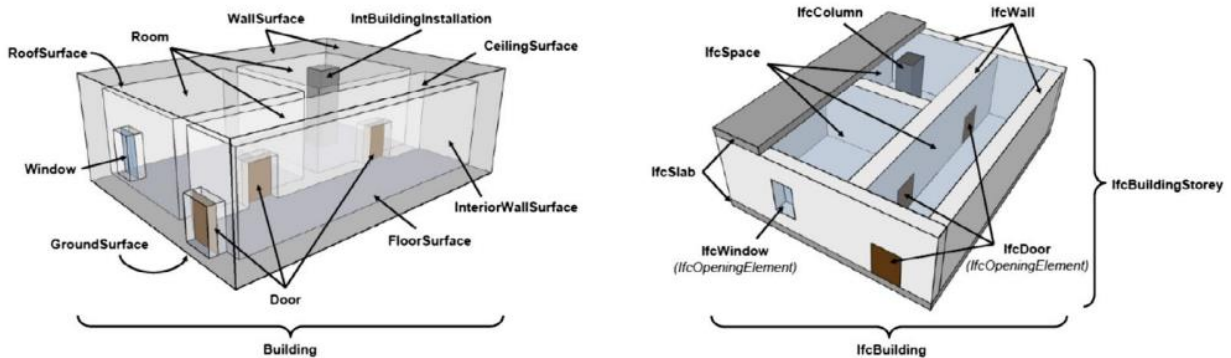 WallSurface
IntBuildingInstallation
Room
RoofSurface
CeilingSurface
Window
InteriorWallSurface
GroundSurface
FloorSurface
Door
Building
IfcColumn
IfcWall
IfcSpace
IfcSlab
IfcBuildingStorey
IfcWindow
(IfcOpeningElement)
IfcDoor
(IfcOpeningElement)
IfcBuilding